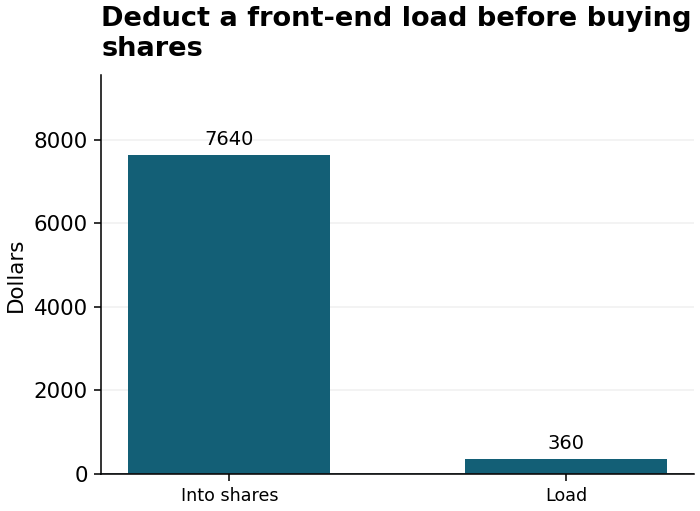 Deduct a front-end load before buying
shares
Dollars
8000
6000
4000
2000
0
7640
360
Into shares
Load